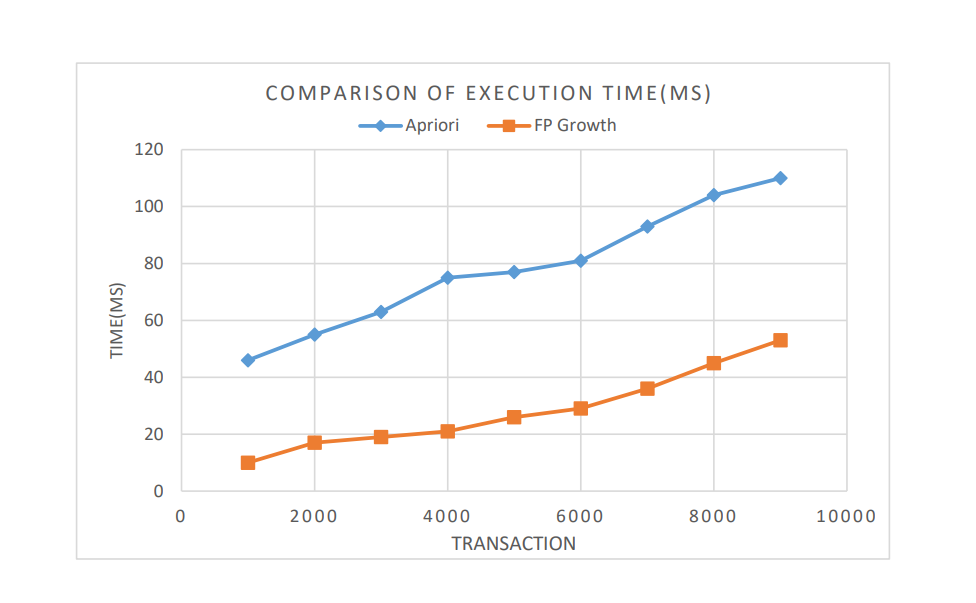 COMPARISON OF EXECUTION TIME(MS)
Apriori FP Growth
120
100
80
60
40
20
0
TIME(MS)
0 2000 4000 6000 8000 10000
TRANSACTION